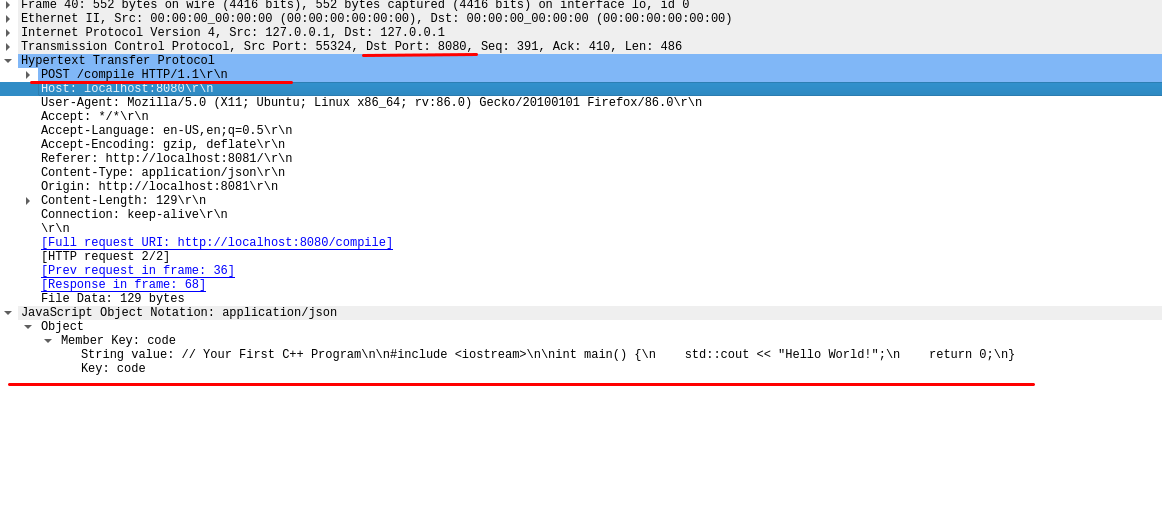 Frame 40: 552 bytes on wire (4416 bits), 552 bytes captured (4416 bits) on interface lo, id 0
Ethernet II, Src: 00:00:00_00:00:00 (00:00:00:00:00:00), Dst: 00:00:00_00:00:00 (00:00:00:00:00:00)
Internet Protocol Version 4, Src: 127.0.0.1, Dst: 127.0.0.1
Transmission Control Protocol, Src Port: 55324, Dst Port: 8080, Seq: 391, Ack: 410, Len: 486
Hypertext Transfer Protocol
POST /compile HTTP/1.1\r\n
Host: localhost:8080\r\n
User-Agent: Mozilla/5.0 (X11; Ubuntu; Linux x86_64; rv:86.0) Gecko/20100101 Firefox/86.0\r\n
Accept: */*\r\n
Accept-Language: en-US,en;q=0.5\r\n
Accept-Encoding: gzip, deflate\r\n
Referer: http://localhost:8081/\r\n
Content-Type: application/json\r\n
Origin: http://localhost:8081\r\n
Content-Length: 129\r\n
Connection: keep-alive\r\n
\r\n
[Full request URI: http://localhost:8080/compile]
[HTTP request 2/2]
[Prev request in frame: 36]
[Response in frame: 68]
File Data: 129 bytes
JavaScript Object Notation: application/json
Object
Member Key: code
String value: // Your First C++ Program\n\n#include <iostream>\n\nint main() {\n    std::cout << "Hello World!";\n    return 0;\n}
Key: code